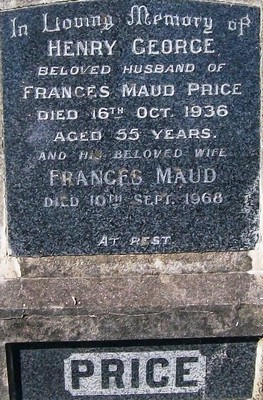 In Loving Memory of
HENRY GEORGE
BELOVED HUSBAND OF
FRANCES MAUD PRICE
DIED 16TH OCT. 1936
AGED 55 YEARS.
AND HIS BELOVED WIFE
FRANCES MAUD
DIED 10TH SEPT. 1968
AT REST
PRICE